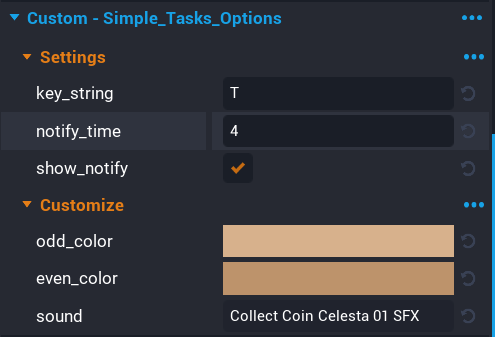 Custom - Simple_Tasks_Options
Settings
key_string T
notify_time 4
show_notify
Customize
odd_color
even_color
sound Collect Coin Celesta 01 SFX